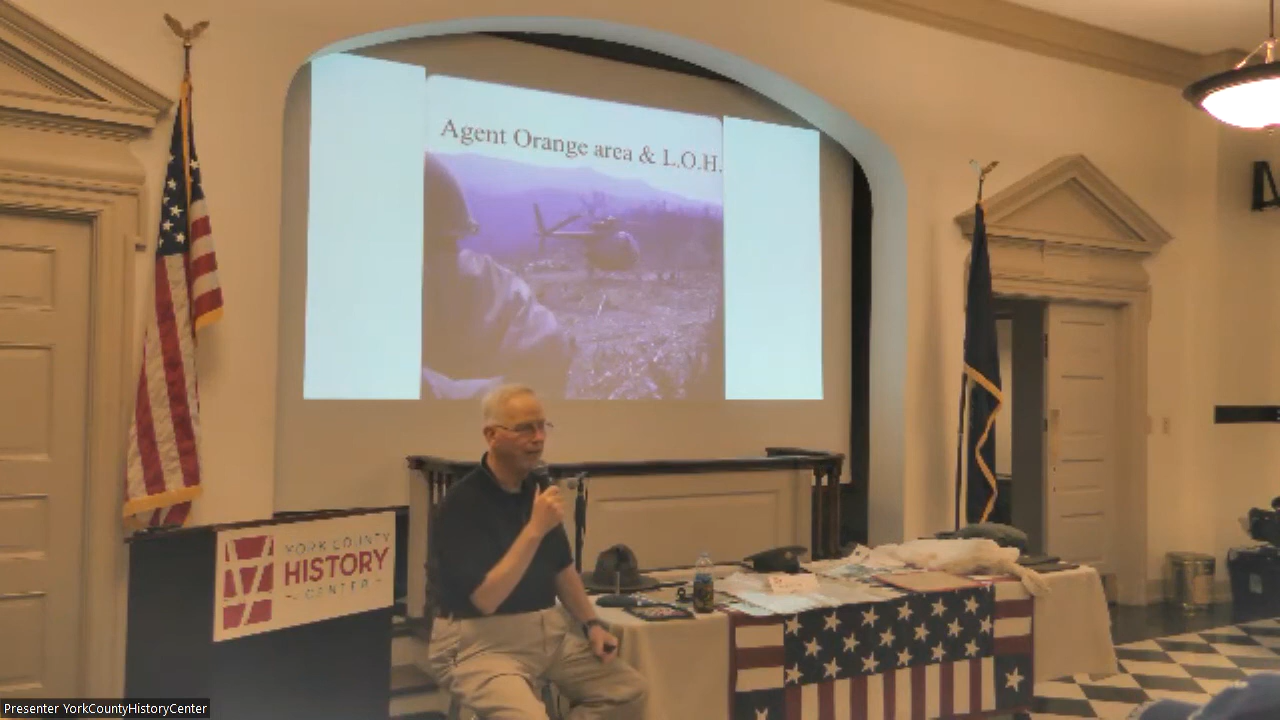 Agent Orange area & L.O.H.
YORK COUNTY
HISTORY
CENTER
Presenter YorkCountyHistoryCenter